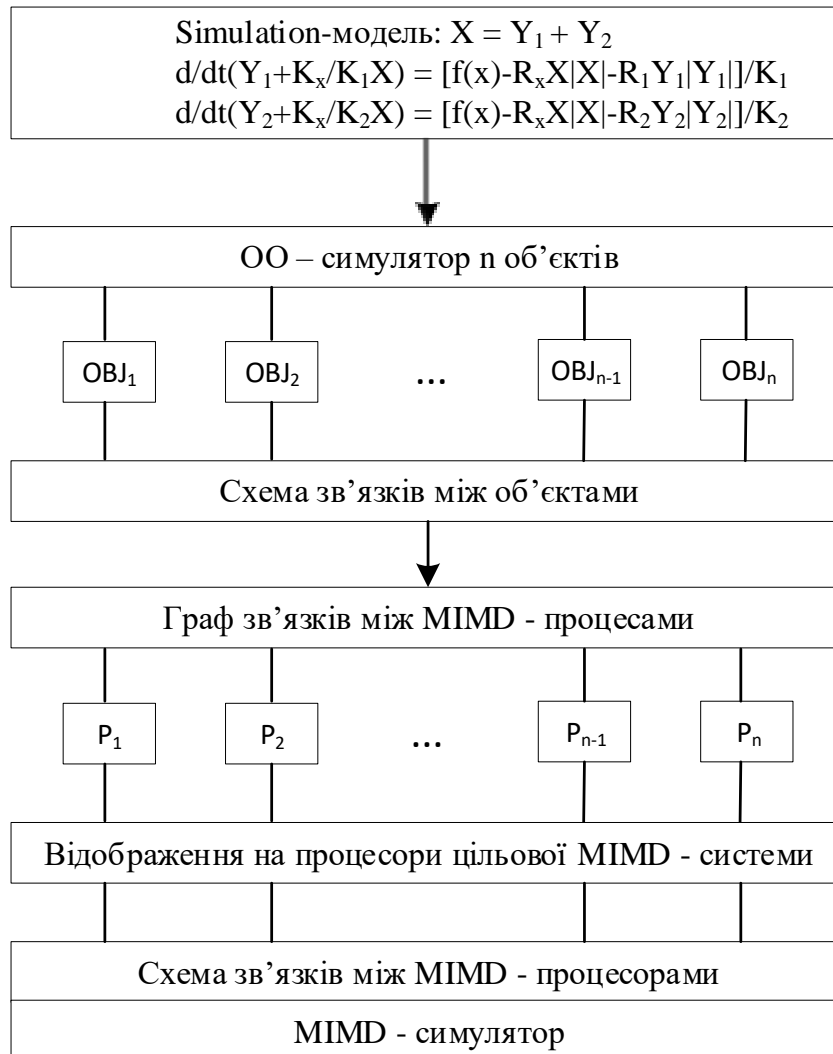 Simulation-модель: X = Y₁ + Y₂
d/dt(Y₁+Kₓ/K₁X) = [f(x)-RₓX|X|-R₁Y₁|Y₁|]/K₁
d/dt(Y₂+Kₓ/K₂X) = [f(x)-RₓX|X|-R₂Y₂|Y₂|]/K₂
ОО – симулятор n об’єктів
OBJ₁ OBJ₂ ... OBJₙ₋₁ OBJₙ
Схема зв’язків між об’єктами
Граф зв’язків між MIMD - процесами
P₁ P₂ ... Pₙ₋₁ Pₙ
Відображення на процесори цільової MIMD - системи
Схема зв’язків між MIMD - процесорами
MIMD - симулятор